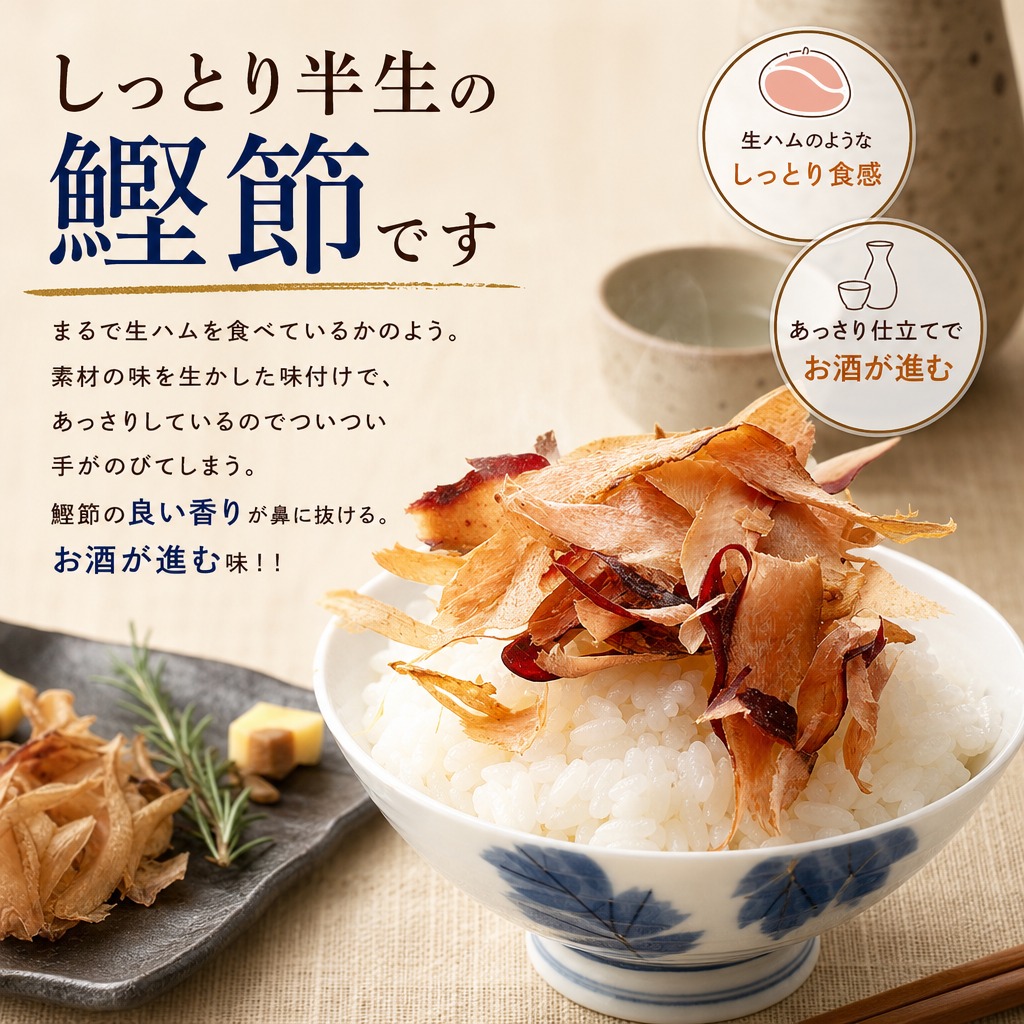 しっとり半生の
鰹節です
まるで生ハムを食べているかのよう。
素材の味を生かした味付けで、
あっさりしているのでついつい
手がのびてしまう。
鰹節の良い香りが鼻に抜ける。
お酒が進む味！！
生ハムのような
しっとり食感
あっさり仕立てで
お酒が進む